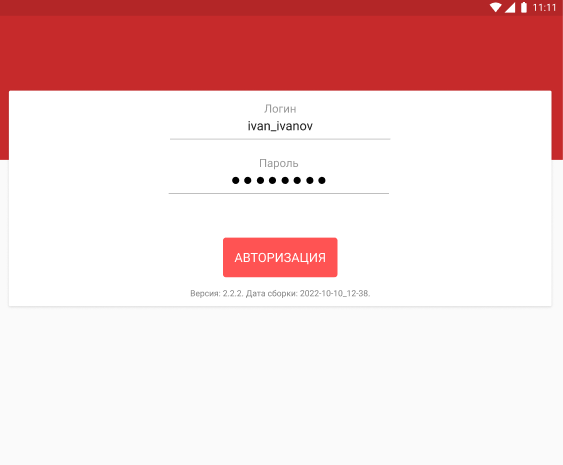 11:11
Логин
ivan_ivanov
Пароль
●●●●●●●●
АВТОРИЗАЦИЯ
Версия: 2.2.2. Дата сборки: 2022-10-10_12-38.